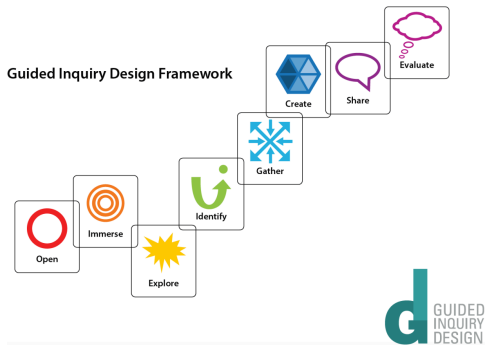 Guided Inquiry Design Framework
Open
Immerse
Explore
Identify
Gather
Create
Share
Evaluate
GUIDED
INQUIRY
DESIGN